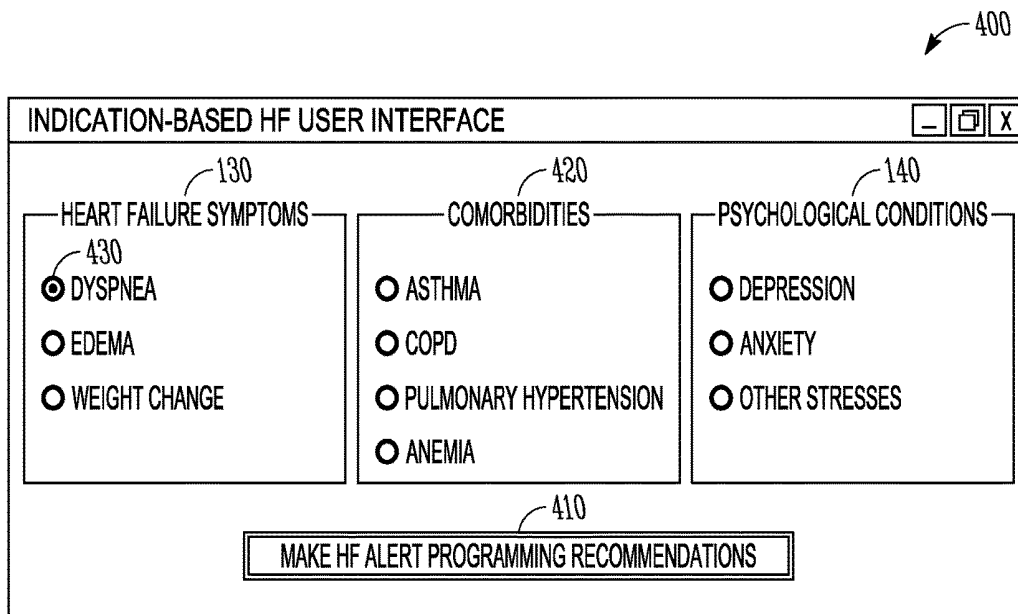 400
INDICATION-BASED HF USER INTERFACE
X
130 420 140
HEART FAILURE SYMPTOMS COMORBIDITIES PSYCHOLOGICAL CONDITIONS
430
DYSPNEA ASTHMA DEPRESSION
EDEMA COPD ANXIETY
WEIGHT CHANGE PULMONARY HYPERTENSION OTHER STRESSES
ANEMIA
410
MAKE HF ALERT PROGRAMMING RECOMMENDATIONS